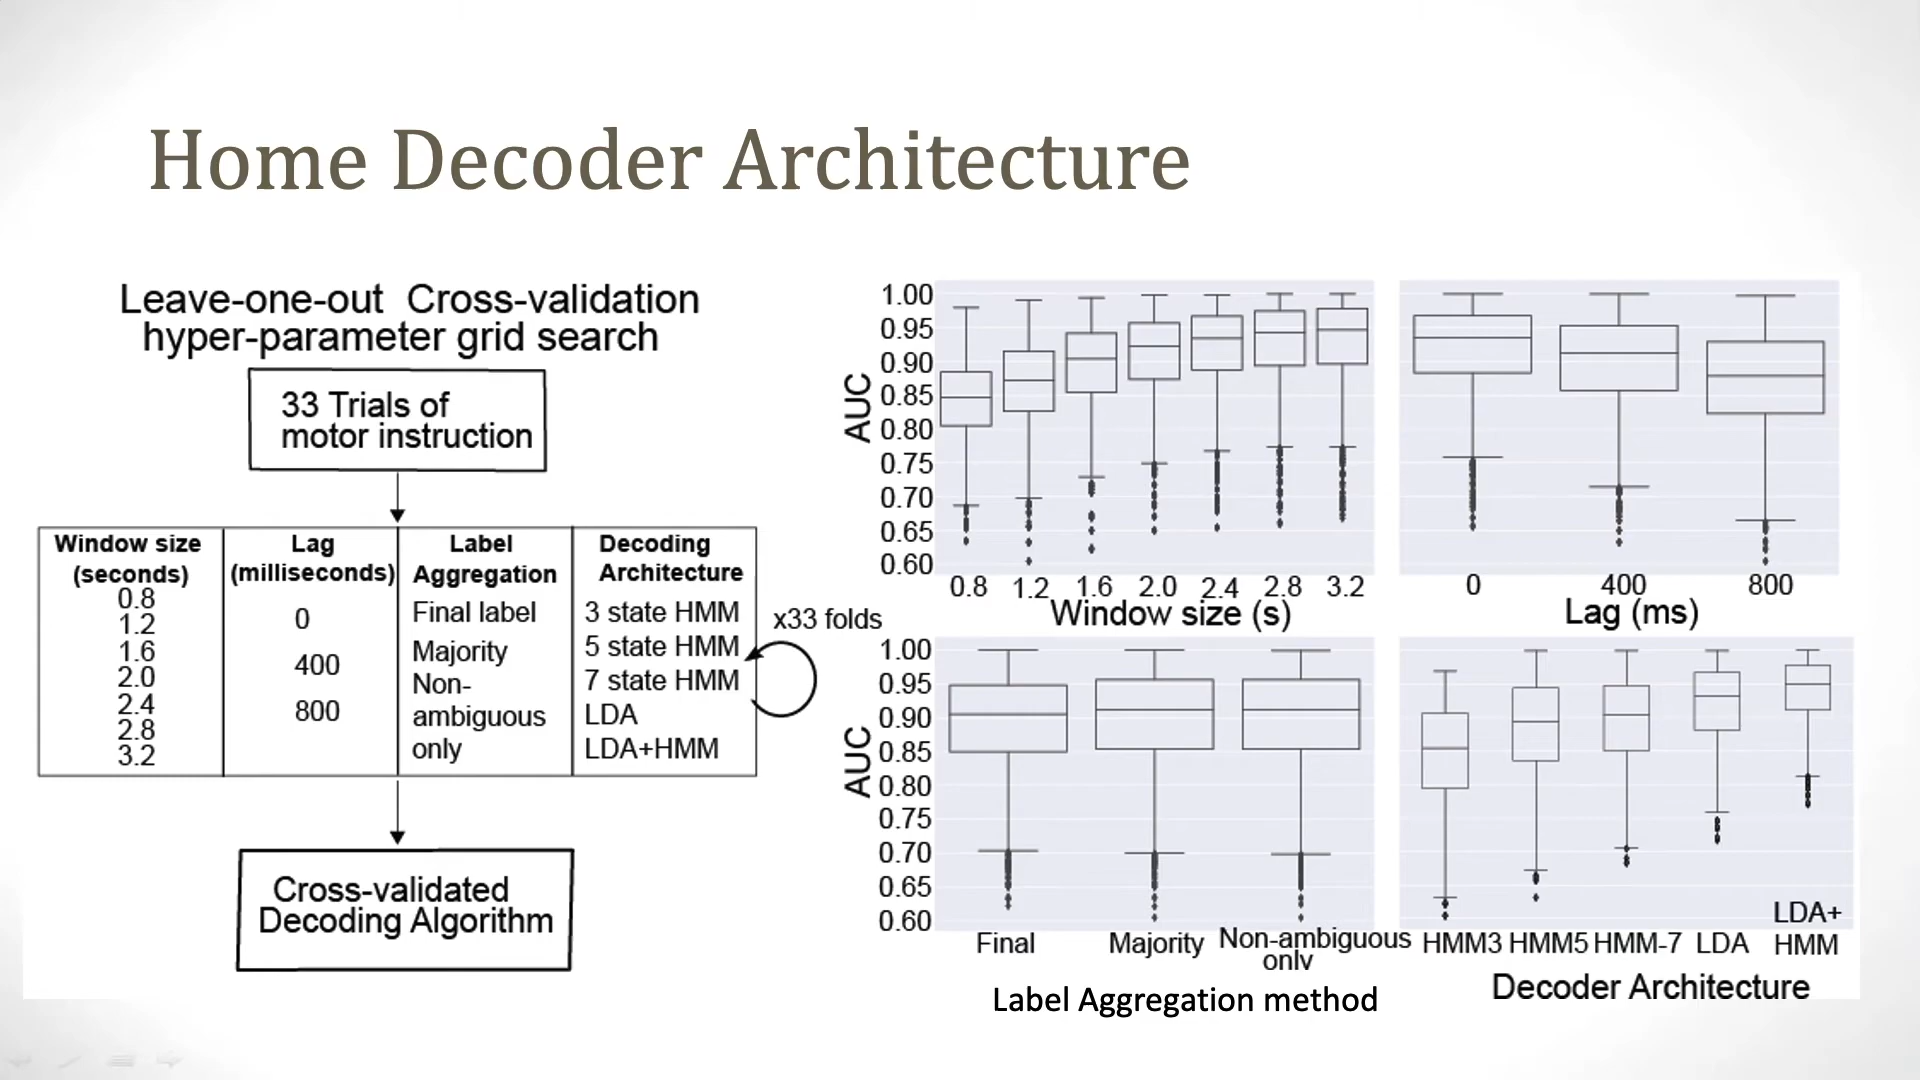 Home Decoder Architecture
Leave-one-out Cross-validation
hyper-parameter grid search
33 Trials of
motor instruction
Window size
(seconds)
0.8
1.2
1.6
2.0
2.4
2.8
3.2
Lag
(milliseconds)
0
400
800
Label
Aggregation
Final label
Majority
Non-
ambiguous
only
Decoding
Architecture
3 state HMM
5 state HMM
7 state HMM
LDA
LDA+HMM
x33 folds
Cross-validated
Decoding Algorithm
AUC
1.00
0.95
0.90
0.85
0.80
0.75
0.70
0.65
0.60
0.8 1.2 1.6 2.0 2.4 2.8 3.2
Window size (s)
0 400 800
Lag (ms)
AUC
1.00
0.95
0.90
0.85
0.80
0.75
0.70
0.65
0.60
Final Majority Non-ambiguous
only
Label Aggregation method
HMM3 HMM5 HMM-7 LDA LDA+
HMM
Decoder Architecture